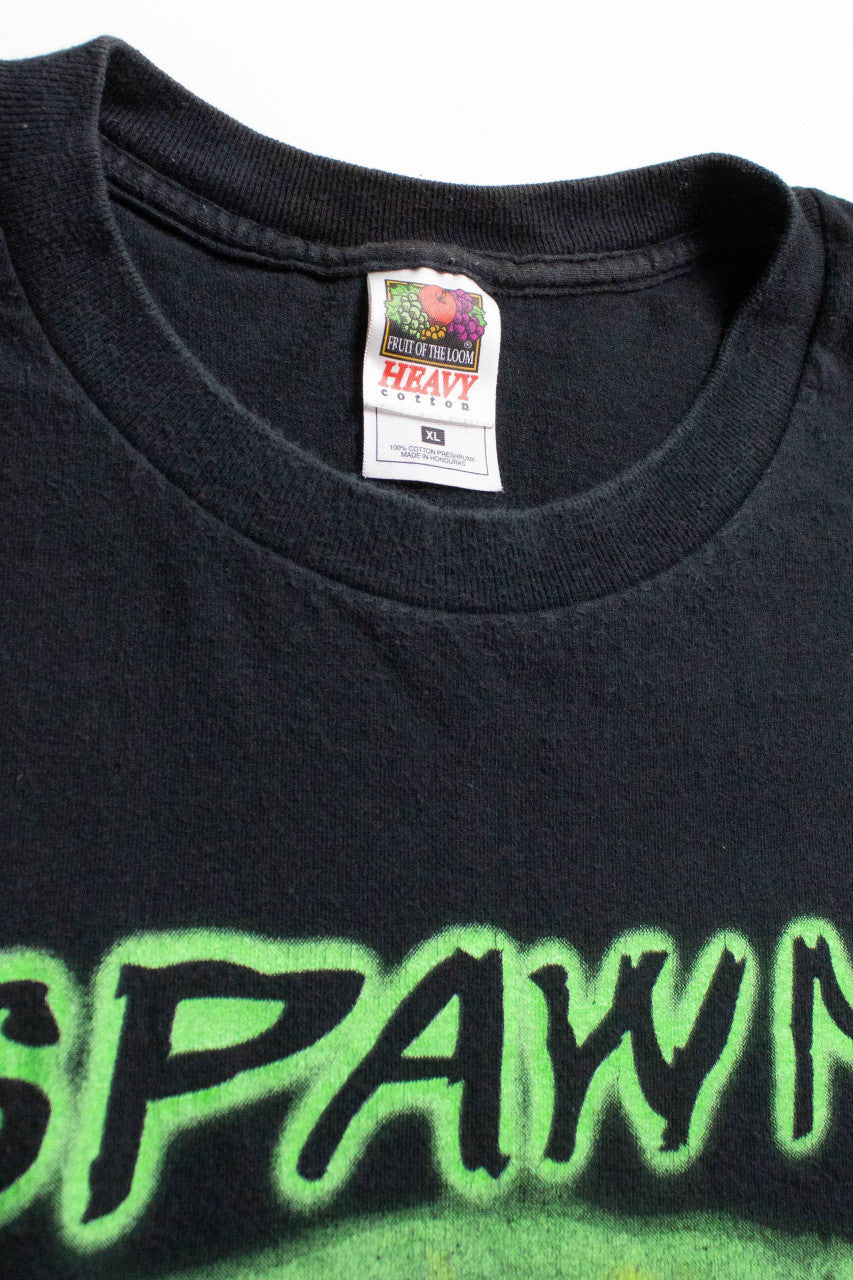 FRUIT OF THE LOOM ®
HEAVY
cotton
XL
100% COTTON PRESHRUNK
MADE IN HONDURAS
SPAWN